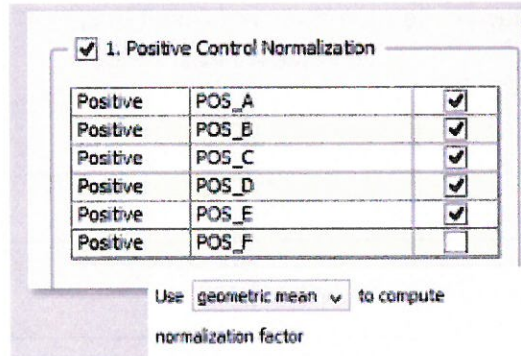 1. Positive Control Normalization
Positive POS_A
Positive POS_B
Positive POS_C
Positive POS_D
Positive POS_E
Positive POS_F
Use geometric mean to compute
normalization factor